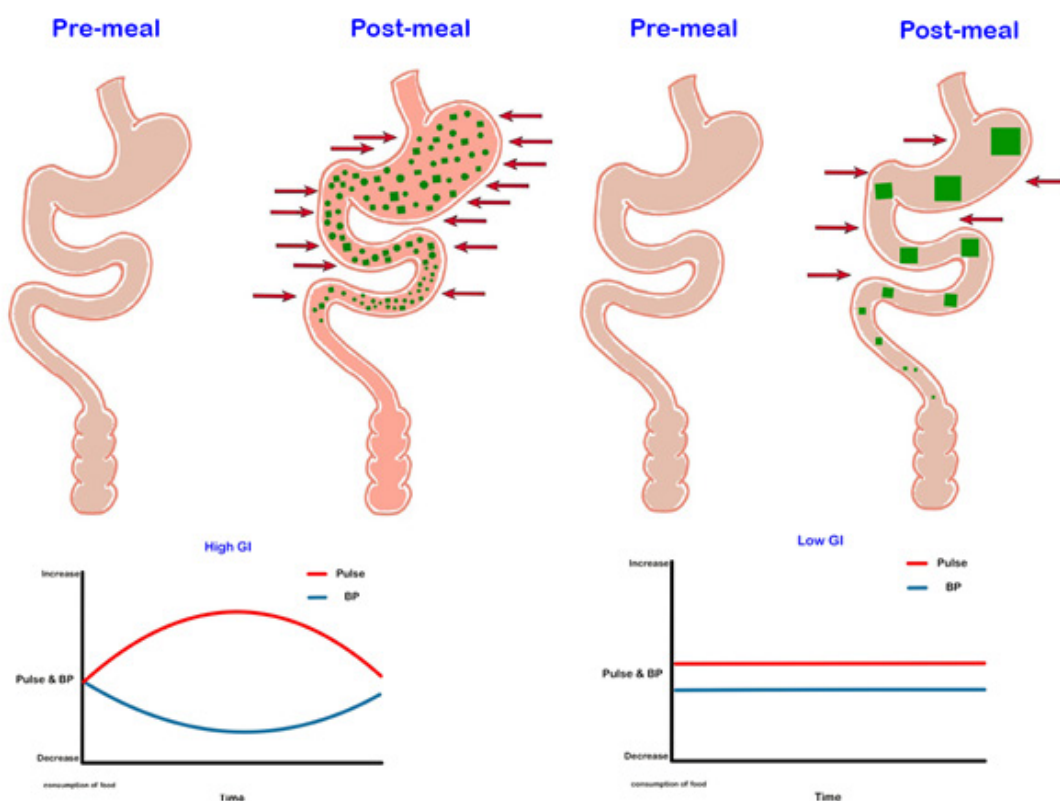 Pre-meal
Post-meal
Pre-meal
Post-meal
High GI
Increase
Pulse
BP
Pulse & BP
Decrease
consumption of food
Time
Low GI
Increase
Pulse
BP
Pulse & BP
Decrease
consumption of food
Time